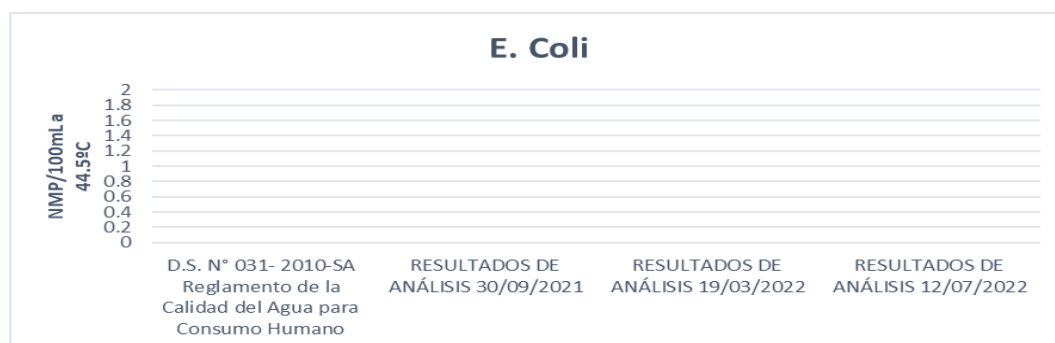 E. Coli
NMP/100mLa
44.5ºC
2
1.8
1.6
1.4
1.2
1
0.8
0.6
0.4
0.2
0
D.S. N° 031- 2010-SA
Reglamento de la
Calidad del Agua para
Consumo Humano
RESULTADOS DE
ANÁLISIS 30/09/2021
RESULTADOS DE
ANÁLISIS 19/03/2022
RESULTADOS DE
ANÁLISIS 12/07/2022